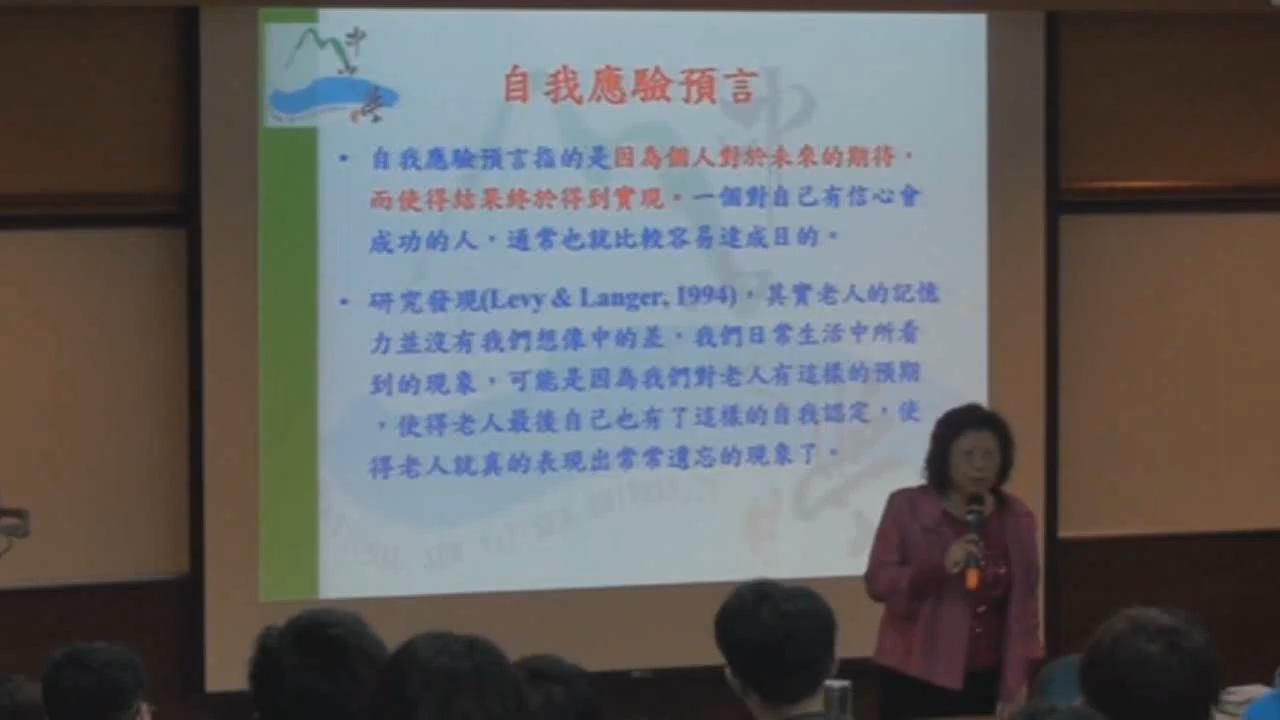 自我應驗預言
• 自我應驗預言指的是因為個人對於未來的期待，
而使得結果終於得到實現。一個對自己有信心會
成功的人，通常也就比較容易達成目的。
• 研究發現(Levy & Langer, 1994)，其實老人的記憶
力並沒有我們想像中的差，我們日常生活中所看
到的現象，可能是因為我們對老人有這樣的預期
，使得老人最後自己也有了這樣的自我認定，使
得老人就真的表現出常常遺忘的現象了。